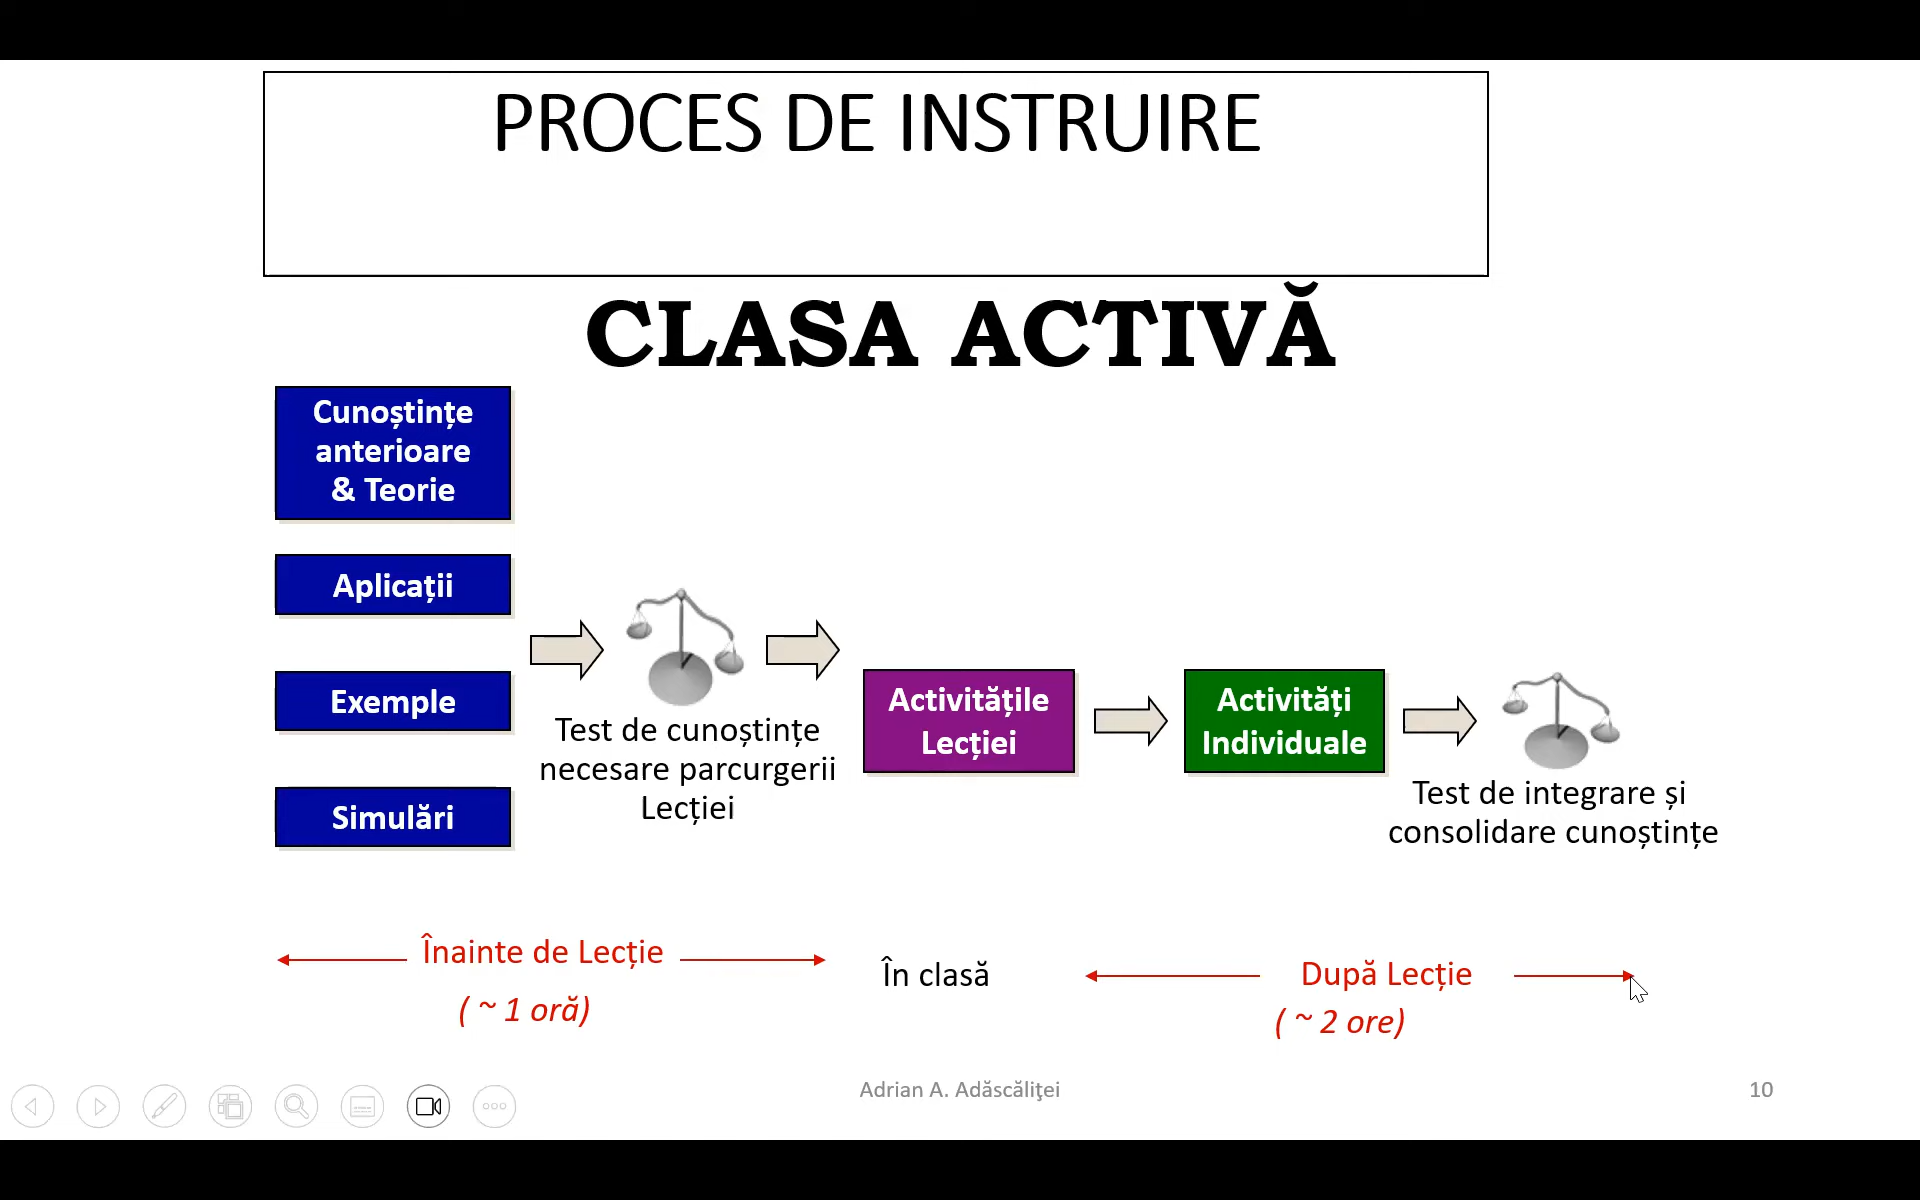 PROCES DE INSTRUIRE
CLASA ACTIVĂ
Cunoștințe
anterioare
& Teorie
Aplicații
Exemple
Simulări
Test de cunoștințe
necesare parcurgerii
Lecției
Activitățile
Lecției
Activități
Individuale
Test de integrare și
consolidare cunoștințe
Înainte de Lecție
( ~ 1 oră)
În clasă
După Lecție
( ~ 2 ore)
Adrian A. Adăscăliţei
10